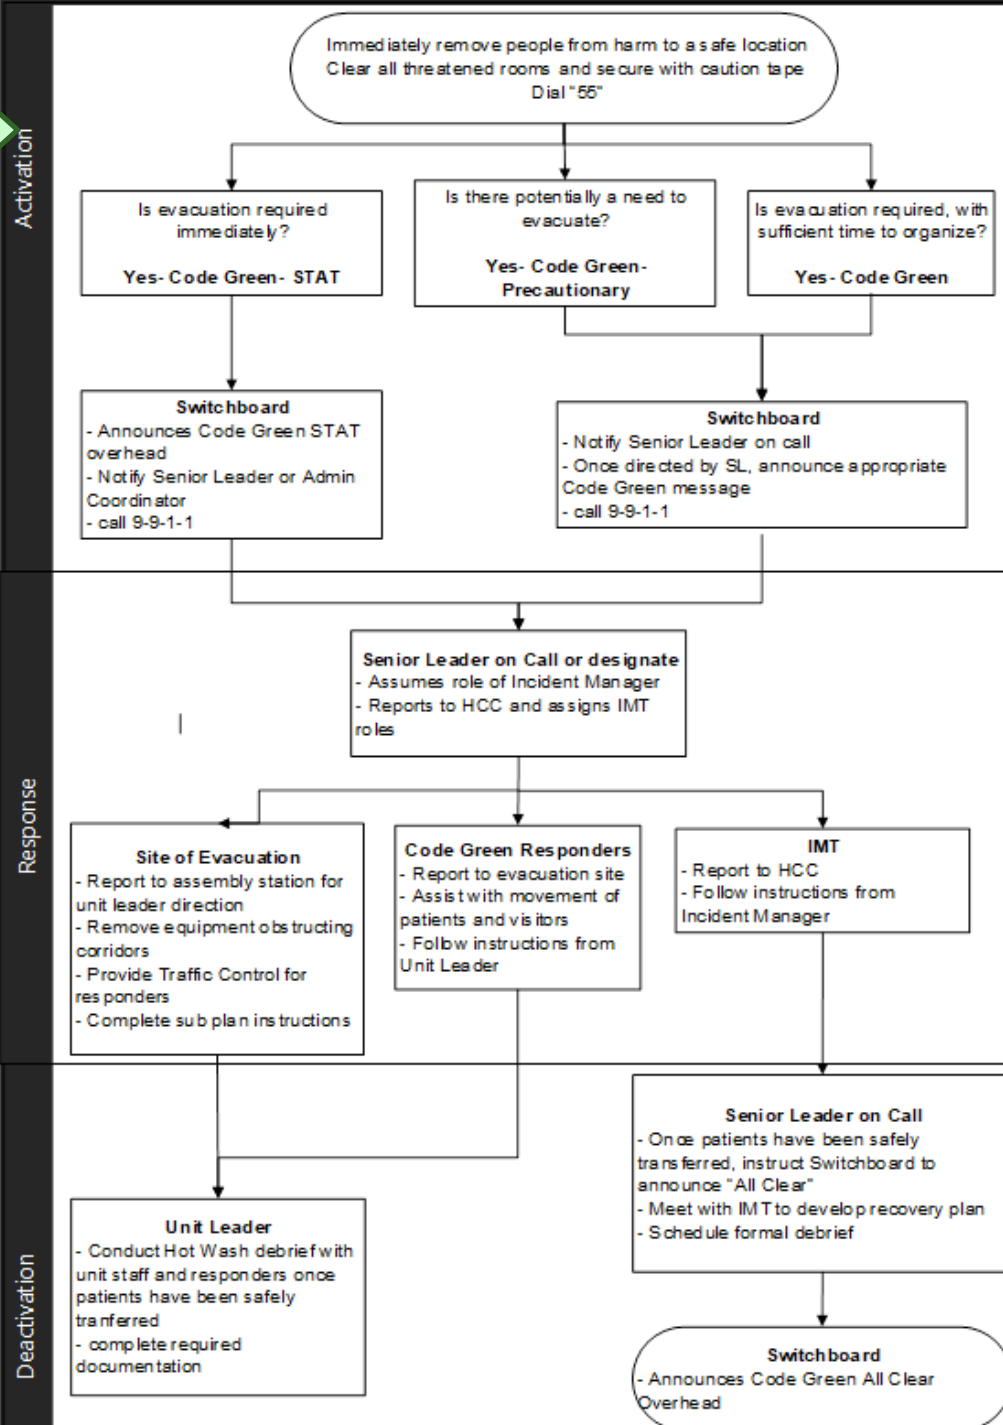 Activation
Immediately remove people from harm to a safe location
Clear all threatened rooms and secure with caution tape
Dial "55"
Is evacuation required
immediately?
Yes- Code Green- STAT
Is there potentially a need to
evacuate?
Yes- Code Green-
Precautionary
Is evacuation required, with
sufficient time to organize?
Yes- Code Green
Switchboard
- Announces Code Green STAT
overhead
- Notify Senior Leader or Admin
Coordinator
- call 9-9-1-1
Switchboard
- Notify Senior Leader on call
- Once directed by SL, announce appropriate
Code Green message
- call 9-9-1-1
Response
Senior Leader on Call or designate
- Assumes role of Incident Manager
- Reports to HCC and assigns IMT
roles
Site of Evacuation
- Report to assembly station for
unit leader direction
- Remove equipment obstructing
corridors
- Provide Traffic Control for
responders
- Complete sub plan instructions
Code Green Responders
- Report to evacuation site
- Assist with movement of
patients and visitors
- Follow instructions from
Unit Leader
IMT
- Report to HCC
- Follow instructions from
Incident Manager
Deactivation
Unit Leader
- Conduct Hot Wash debrief with
unit staff and responders once
patients have been safely
tranferred
- complete required
documentation
Senior Leader on Call
- Once patients have been safely
transferred, instruct Switchboard to
announce "All Clear"
- Meet with IMT to develop recovery plan
- Schedule formal debrief
Switchboard
- Announces Code Green All Clear
Overhead